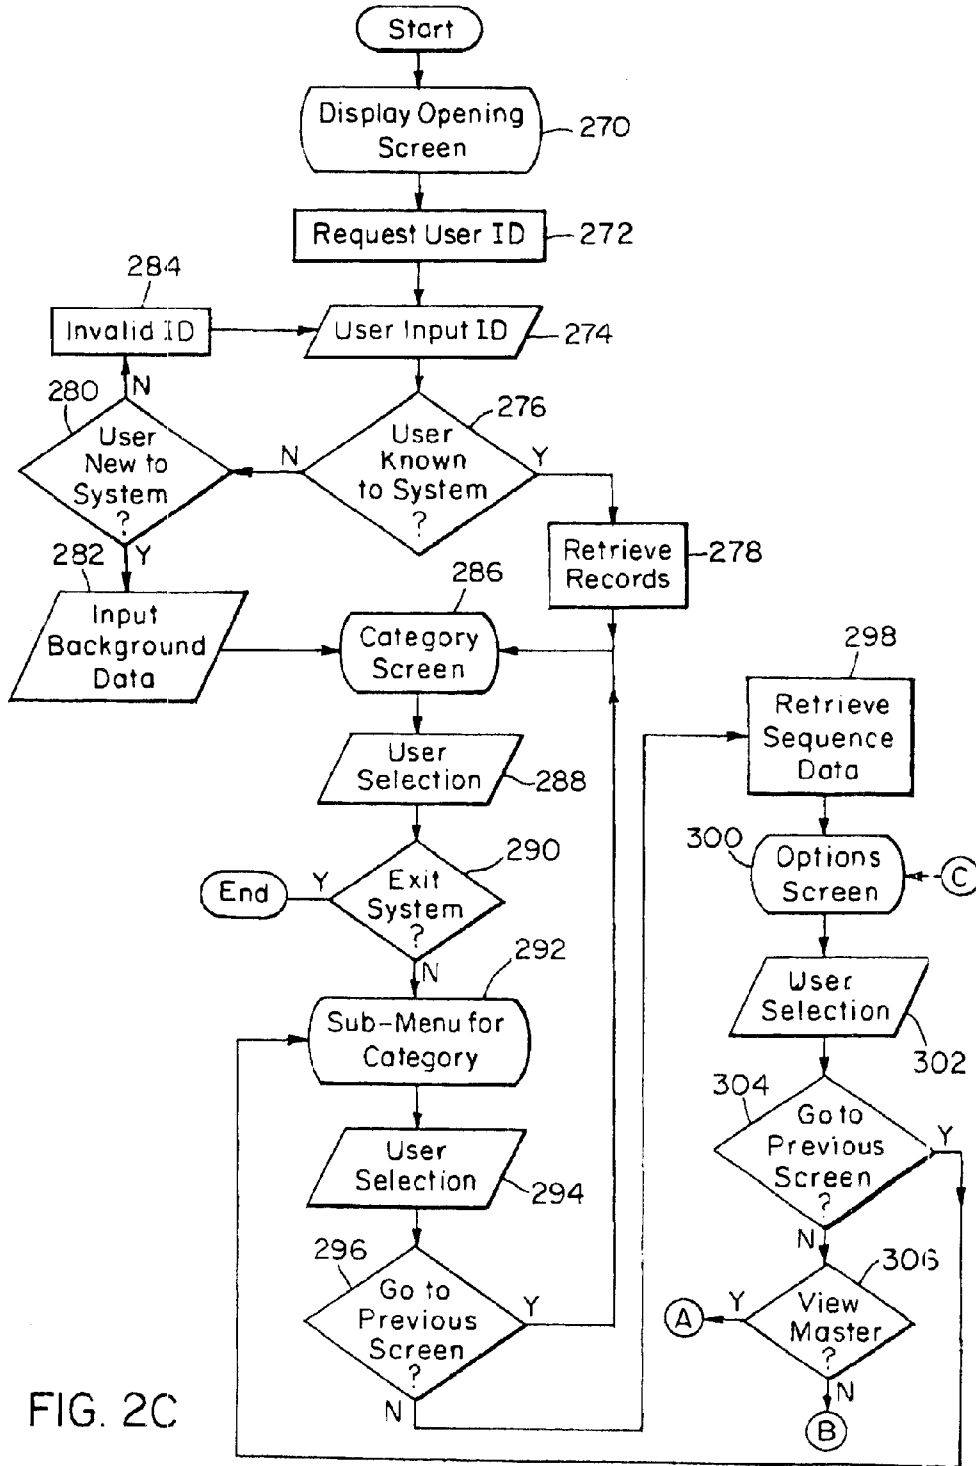 Start
Display Opening
Screen
270
Request User ID
272
284
Invalid ID
User Input ID
274
280
N
276
User
New to
System
?
N
User
Known
to System
?
Y
282
Y
Retrieve
Records
278
Input
Background
Data
286
Category
Screen
298
Retrieve
Sequence
Data
User
Selection
288
300
Options
Screen
C
290
Exit
System
?
Y
End
N
292
Sub-Menu for
Category
User
Selection
302
User
Selection
294
304
Go to
Previous
Screen
?
Y
N
296
Go to
Previous
Screen
?
Y
N
306
View
Master
?
Y
A
N
B
FIG. 2C